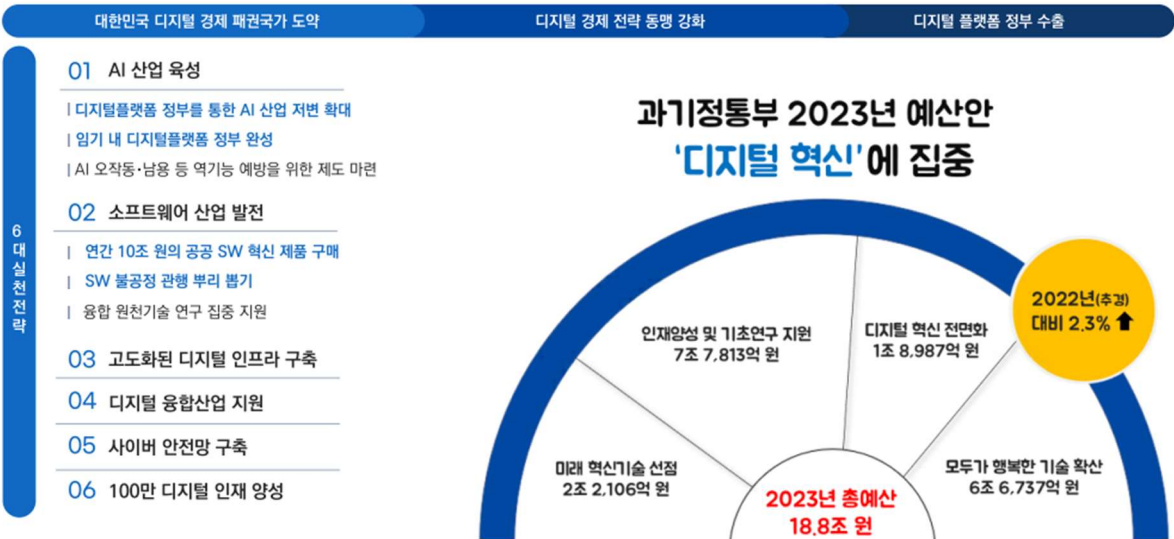 대한민국 디지털 경제 패권국가 도약
디지털 경제 전략 동맹 강화
디지털 플랫폼 정부 수출
6대실천전략
01 AI 산업 육성
디지털플랫폼 정부를 통한 AI 산업 저변 확대
임기 내 디지털플랫폼 정부 완성
AI 오작동·남용 등 역기능 예방을 위한 제도 마련
02 소프트웨어 산업 발전
연간 10조 원의 공공 SW 혁신 제품 구매
SW 불공정 관행 뿌리 뽑기
융합 원천기술 연구 집중 지원
03 고도화된 디지털 인프라 구축
04 디지털 융합산업 지원
05 사이버 안전망 구축
06 100만 디지털 인재 양성
과기정통부 2023년 예산안
‘디지털 혁신’에 집중
2022년(추경)
대비 2.3%
인재양성 및 기초연구 지원
7조 7,813억 원
디지털 혁신 전면화
1조 8,987억 원
미래 혁신기술 선점
2조 2,106억 원
모두가 행복한 기술 확산
6조 6,737억 원
2023년 총예산
18.8조 원